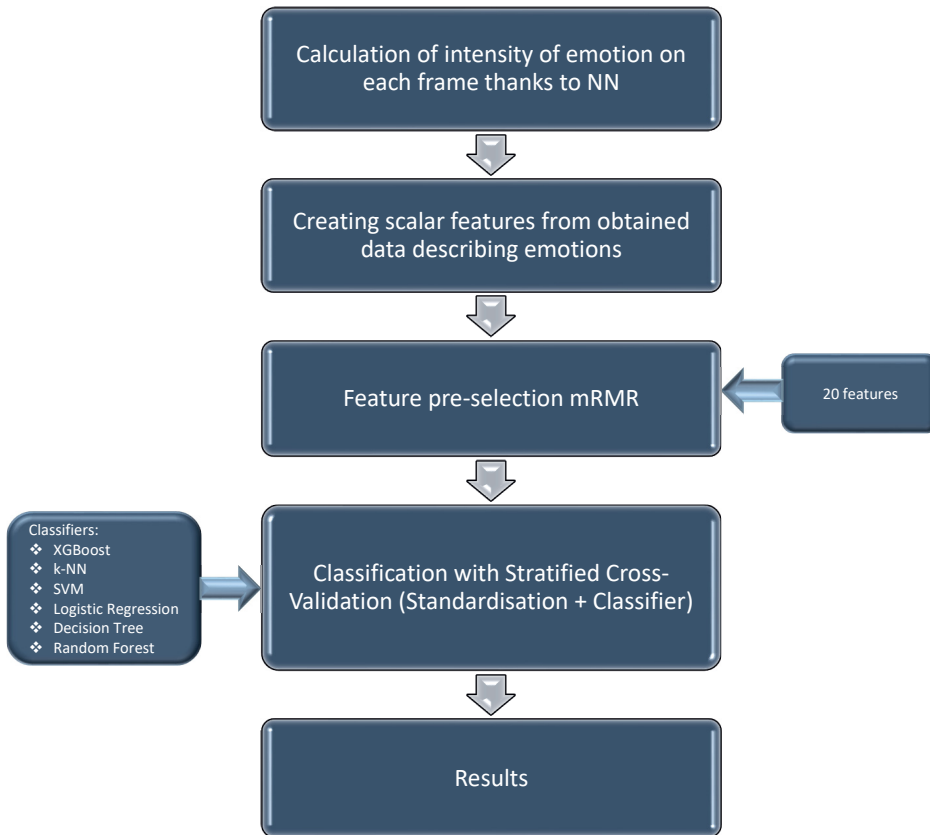 Calculation of intensity of emotion on
each frame thanks to NN
Creating scalar features from obtained
data describing emotions
Feature pre-selection mRMR
20 features
Classifiers:
❖ XGBoost
❖ k-NN
❖ SVM
❖ Logistic Regression
❖ Decision Tree
❖ Random Forest
Classification with Stratified Cross-
Validation (Standardisation + Classifier)
Results